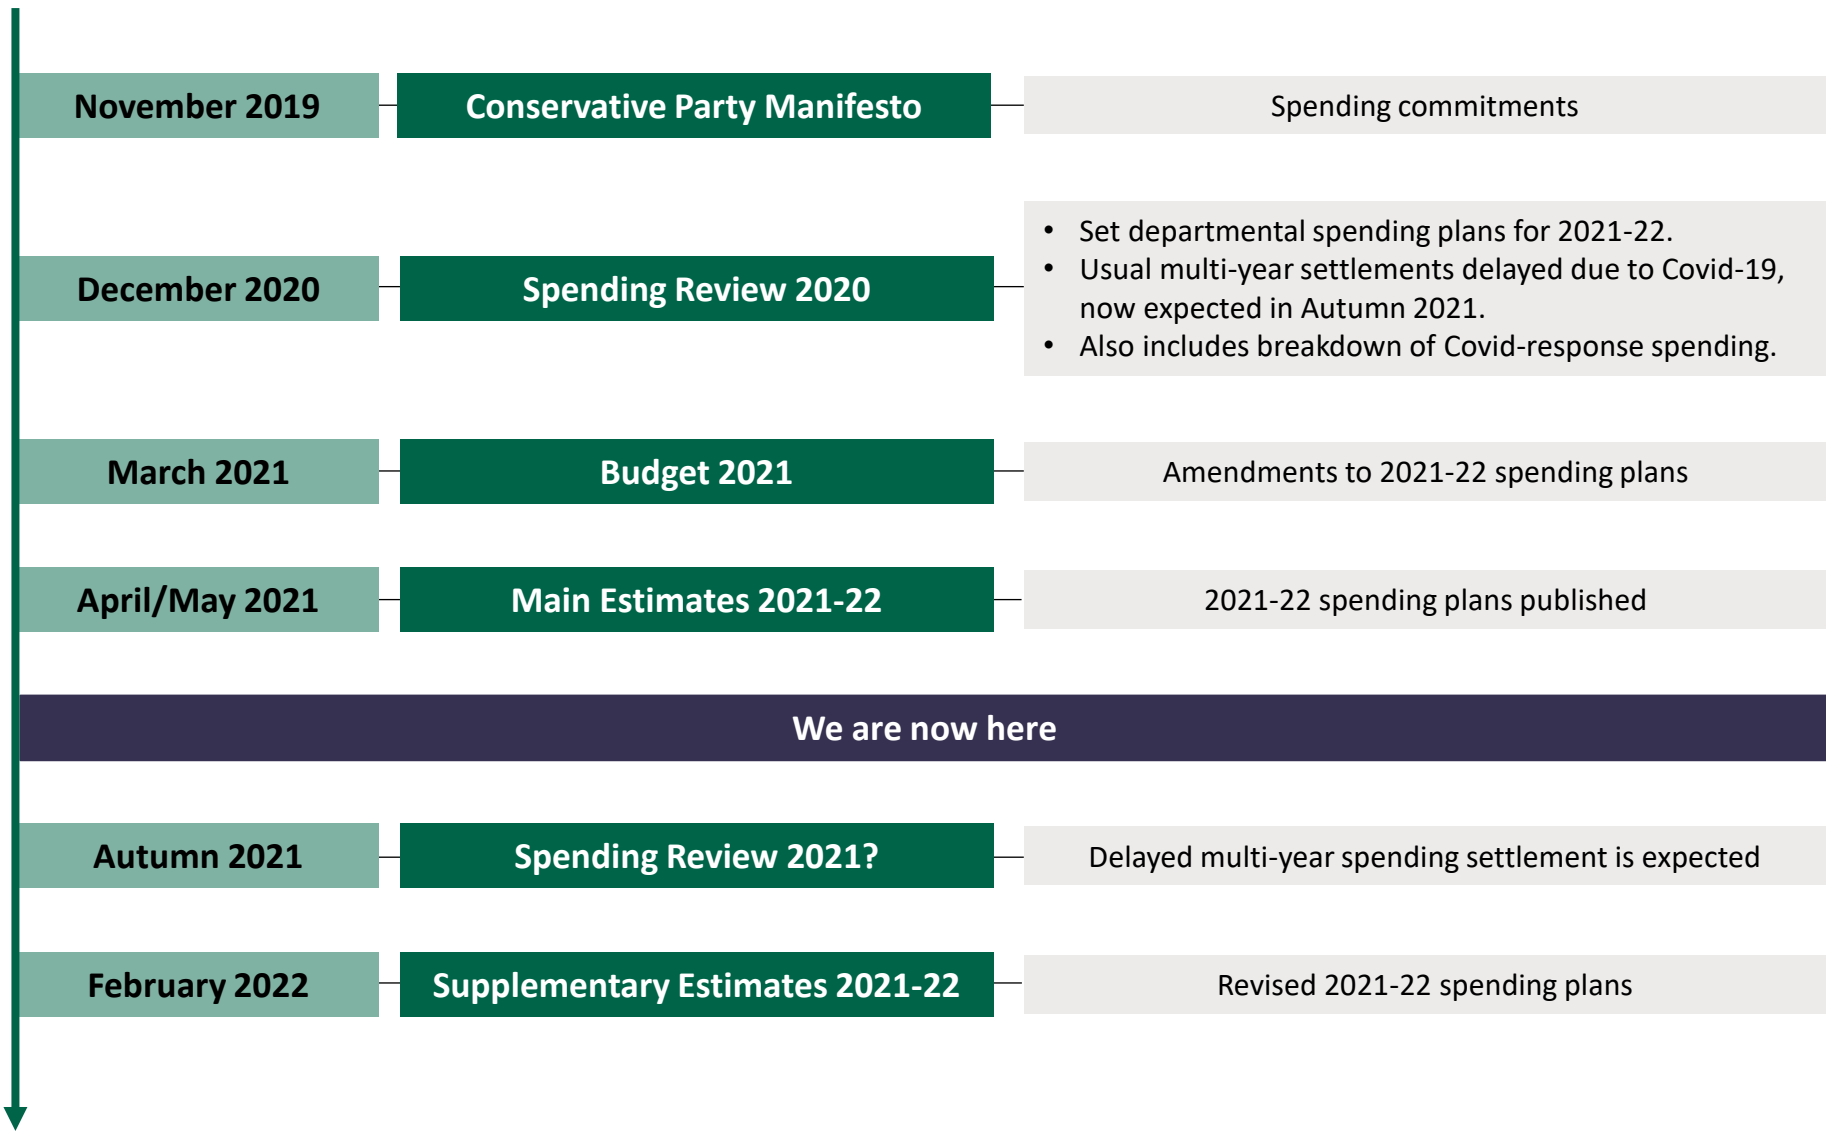 November 2019
Conservative Party Manifesto
Spending commitments
December 2020
Spending Review 2020
• Set departmental spending plans for 2021-22.
• Usual multi-year settlements delayed due to Covid-19,
now expected in Autumn 2021.
• Also includes breakdown of Covid-response spending.
March 2021
Budget 2021
Amendments to 2021-22 spending plans
April/May 2021
Main Estimates 2021-22
2021-22 spending plans published
We are now here
Autumn 2021
Spending Review 2021?
Delayed multi-year spending settlement is expected
February 2022
Supplementary Estimates 2021-22
Revised 2021-22 spending plans